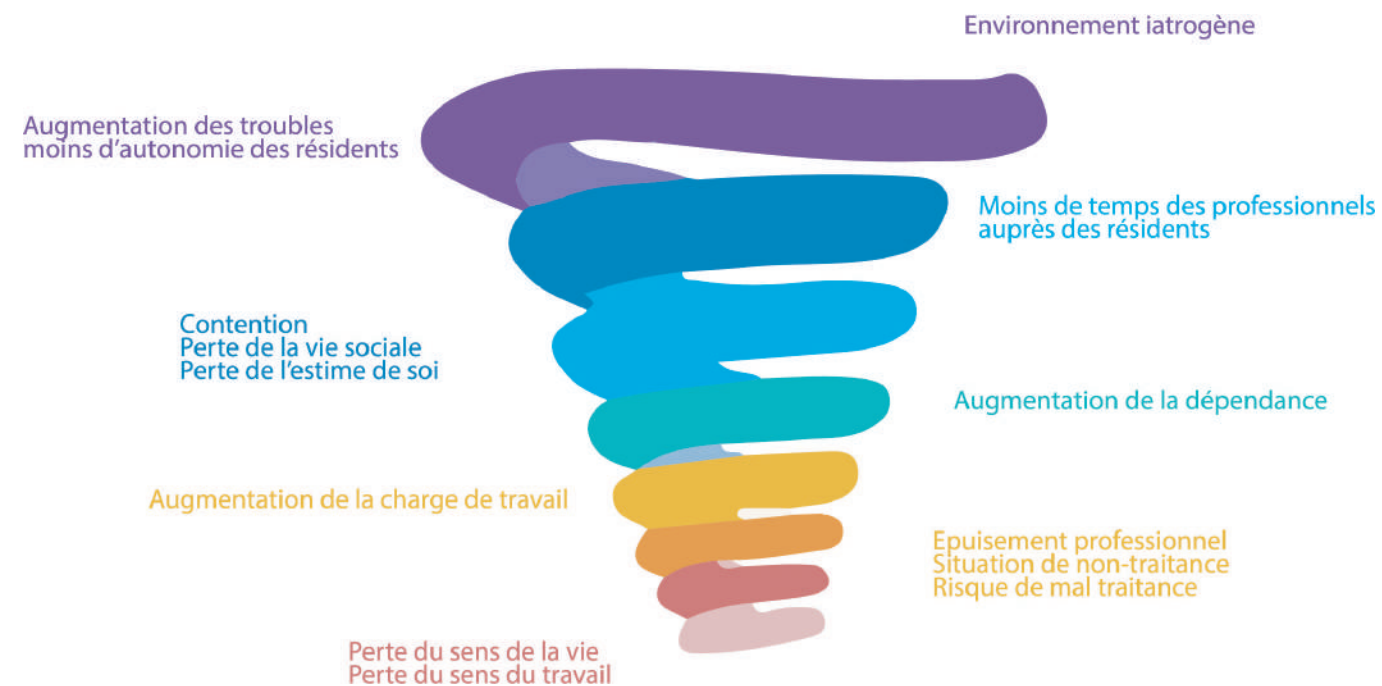 Environnement iatrogène
Augmentation des troubles
moins d'autonomie des résidents
Moins de temps des professionnels
auprès des résidents
Contention
Perte de la vie sociale
Perte de l'estime de soi
Augmentation de la dépendance
Augmentation de la charge de travail
Epuisement professionnel
Situation de non-traitance
Risque de mal traitance
Perte du sens de la vie
Perte du sens du travail